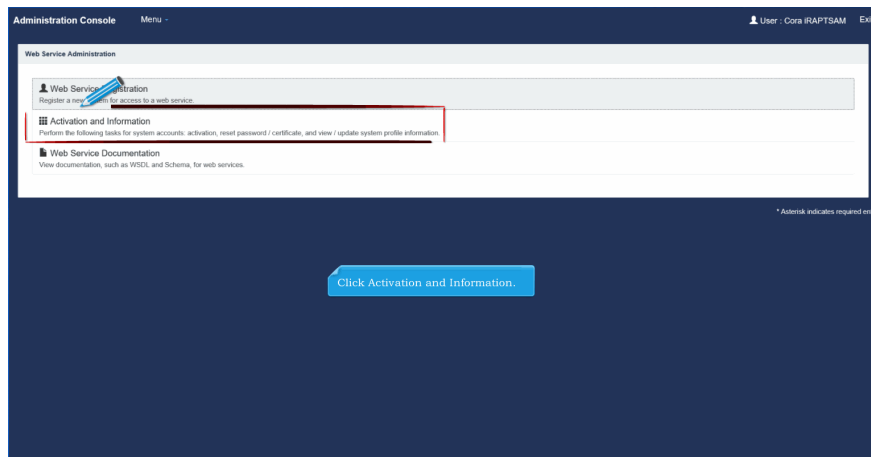 Administration Console Menu User : Cora iRAPTSAM
Web Service Administration
Web Service
Register a new for access to a web service.
Activation and Information
Perform the following tasks for system accounts: activation, reset password / certificate, and view / update system profile information.
Web Service Documentation
View documentation, such as WSDL and Schema, for web services.
* Asterisk indicates required
Click Activation and Information.